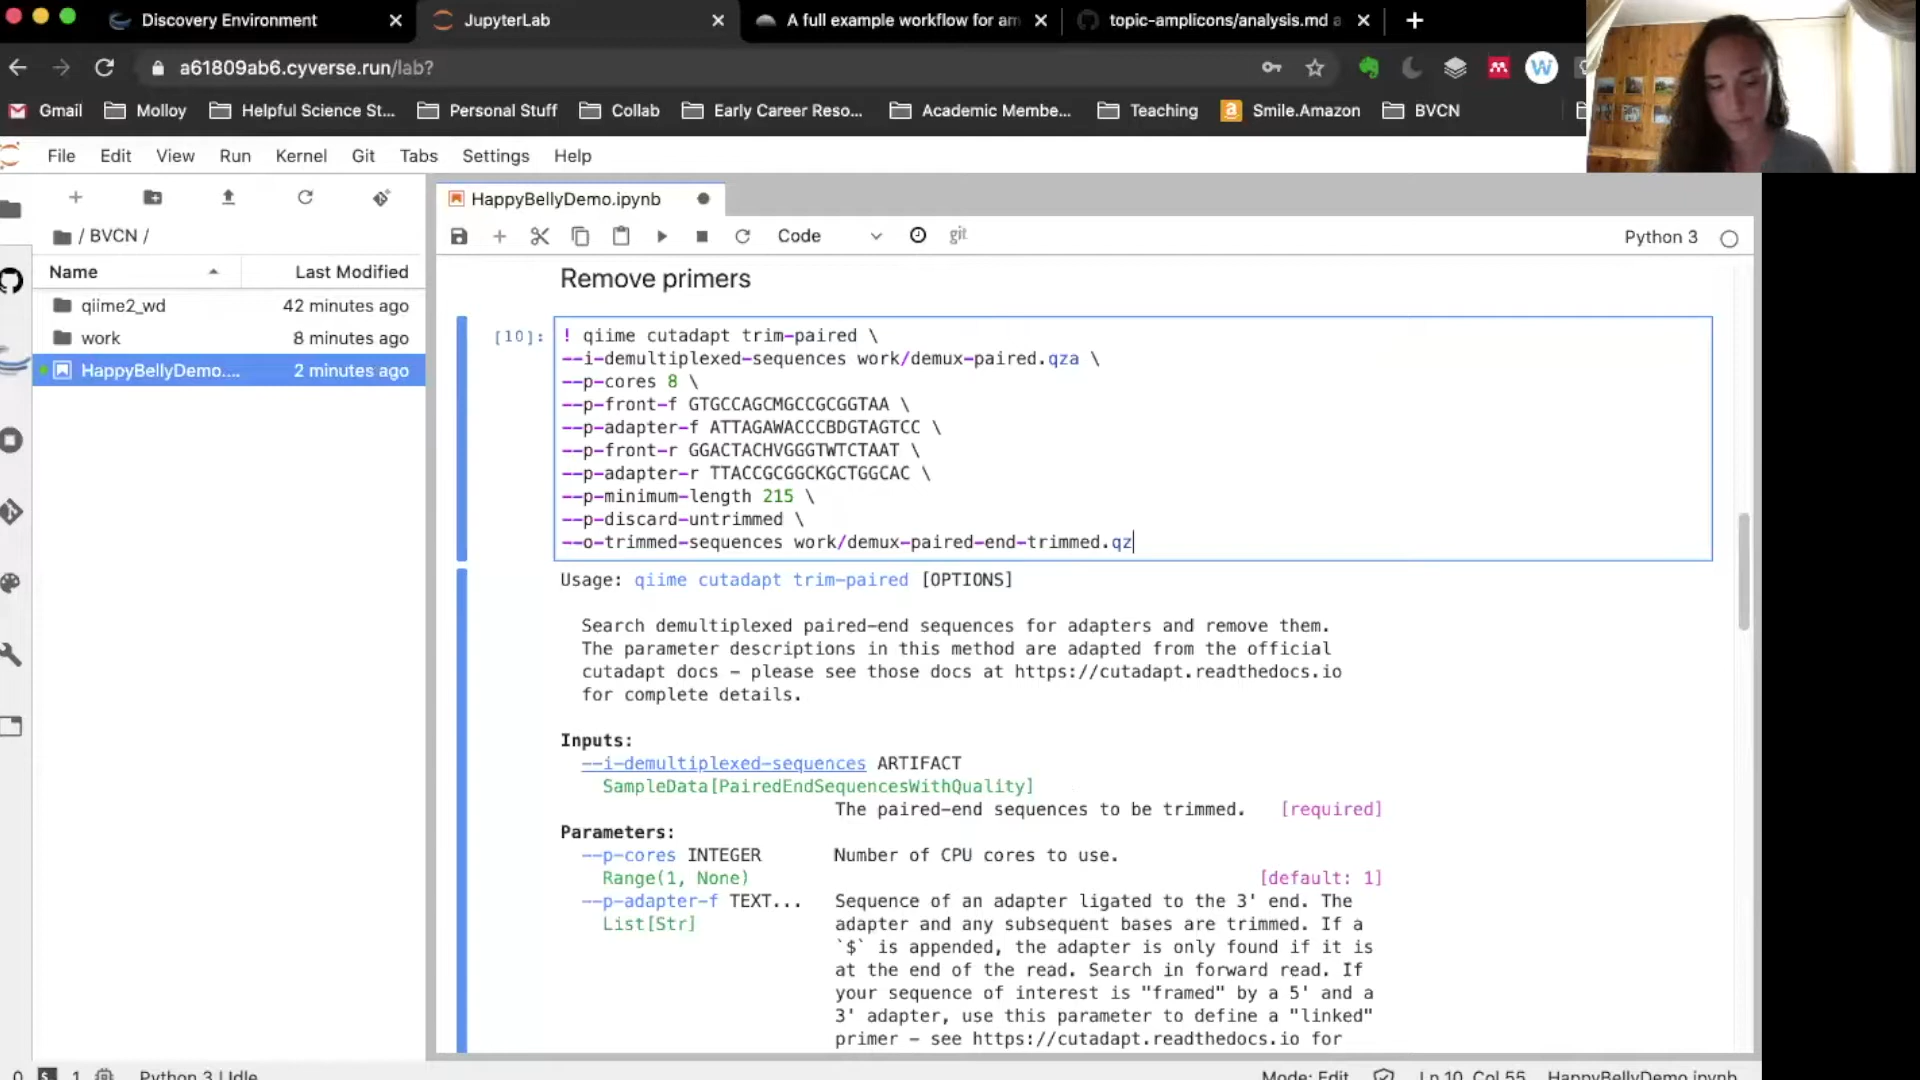 Discovery Environment
JupyterLab
A full example workflow for am
topic-amplicons/analysis.md a
a61809ab6.cyverse.run/lab?
Gmail
Molloy
Helpful Science St...
Personal Stuff
Collab
Early Career Reso...
Academic Membe...
Teaching
Smile.Amazon
BVCN
File Edit View Run Kernel Git Tabs Settings Help
HappyBellyDemo.ipynb
/ BVCN /
Code
git
Python 3
Name Last Modified
qiime2_wd 42 minutes ago
work 8 minutes ago
HappyBellyDemo.... 2 minutes ago
Remove primers
[10]:
! qiime cutadapt trim-paired \
--i-demultiplexed-sequences work/demux-paired.qza \
--p-cores 8 \
--p-front-f GTGCCAGCMGCCGCGGTAA \
--p-adapter-f ATTAGAWACCCBDGTAGTCC \
--p-front-r GGACTACHVGGGTWTCTAAT \
--p-adapter-r TTACCGCGGCKGCTGGCAC \
--p-minimum-length 215 \
--p-discard-untrimmed \
--o-trimmed-sequences work/demux-paired-end-trimmed.qz
Usage: qiime cutadapt trim-paired [OPTIONS]
Search demultiplexed paired-end sequences for adapters and remove them.
The parameter descriptions in this method are adapted from the official
cutadapt docs - please see those docs at https://cutadapt.readthedocs.io
for complete details.
Inputs:
--i-demultiplexed-sequences ARTIFACT
SampleData[PairedEndSequencesWithQuality]
The paired-end sequences to be trimmed. [required]
Parameters:
--p-cores INTEGER Number of CPU cores to use.
Range(1, None) [default: 1]
--p-adapter-f TEXT... Sequence of an adapter ligated to the 3' end. The
List[Str] adapter and any subsequent bases are trimmed. If a
`$` is appended, the adapter is only found if it is
at the end of the read. Search in forward read. If
your sequence of interest is "framed" by a 5' and a
3' adapter, use this parameter to define a "linked"
primer - see https://cutadapt.readthedocs.io for
0 1 Python 3 | Idle Mode: Edit Ln 10, Col 55 HappyBellyDemo.ipynb